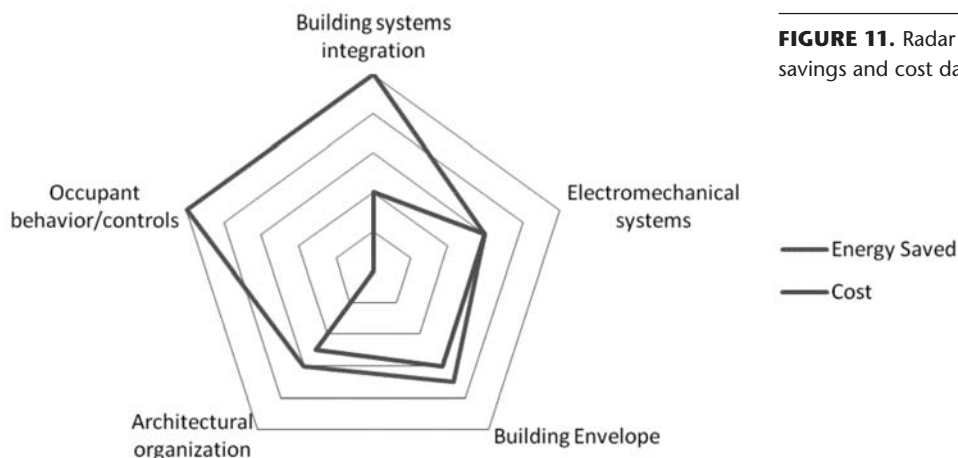 Building systems
integration
FIGURE 11. Radar
savings and cost da
Occupant
behavior/controls
Electromechanical
systems
Energy Saved
Cost
Architectural
organization
Building Envelope